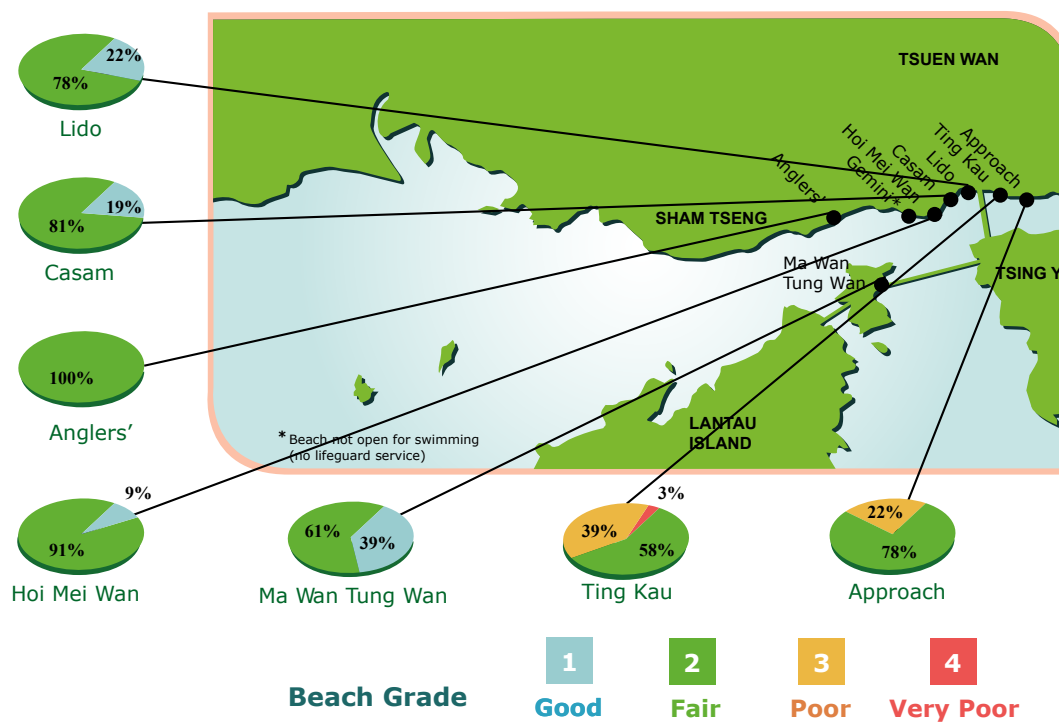 22%
78%
Lido
19%
81%
Casam
100%
Anglers’
9%
91%
Hoi Mei Wan
61%
39%
Ma Wan Tung Wan
3%
39%
58%
Ting Kau
22%
78%
Approach
TSUEN WAN
SHAM TSENG
Anglers’
Gemini*
Hoi Mei Wan
Casam
Lido
Ting Kau
Approach
Ma Wan
Tung Wan
TSING Y
LANTAU
ISLAND
* Beach not open for swimming
(no lifeguard service)
Beach Grade
1
Good
2
Fair
3
Poor
4
Very Poor